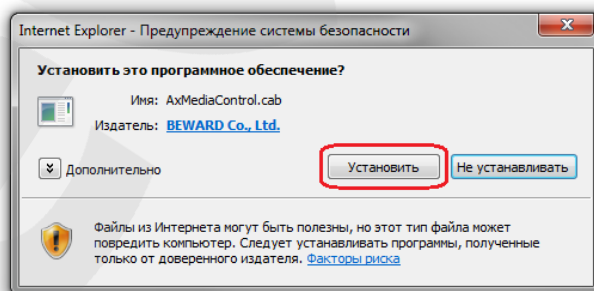 Internet Explorer - Предупреждение системы безопасности
Установить это программное обеспечение?
Имя: AxMediaControl.cab
Издатель: BEWARD Co., Ltd.
Дополнительно
Установить
Не устанавливать
Файлы из Интернета могут быть полезны, но этот тип файла может
повредить компьютер. Следует устанавливать программы, полученные
только от доверенного издателя. Факторы риска